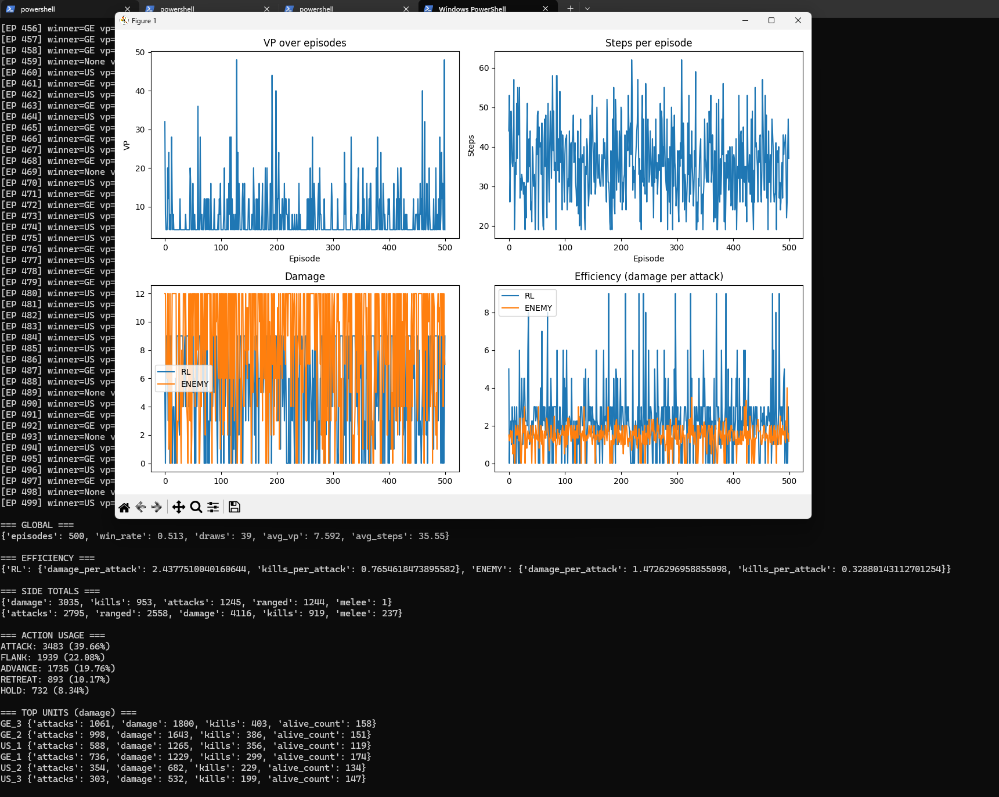 powershell
powershell
powershell
Windows PowerShell
Figure 1
[EP 456] winner=GE vp=
[EP 457] winner=GE vp=
[EP 458] winner=GE vp=
[EP 459] winner=None v
[EP 460] winner=US vp=
[EP 461] winner=GE vp=
[EP 462] winner=US vp=
[EP 463] winner=GE vp=
[EP 464] winner=US vp=
[EP 465] winner=GE vp=
[EP 466] winner=GE vp=
[EP 467] winner=US vp=
[EP 468] winner=GE vp=
[EP 469] winner=None v
[EP 470] winner=US vp=
[EP 471] winner=GE vp=
[EP 472] winner=GE vp=
[EP 473] winner=US vp=
[EP 474] winner=US vp=
[EP 475] winner=US vp=
[EP 476] winner=GE vp=
[EP 477] winner=US vp=
[EP 478] winner=GE vp=
[EP 479] winner=GE vp=
[EP 480] winner=US vp=
[EP 481] winner=US vp=
[EP 482] winner=US vp=
[EP 483] winner=US vp=
[EP 484] winner=US vp=
[EP 485] winner=US vp=
[EP 486] winner=US vp=
[EP 487] winner=GE vp=
[EP 488] winner=US vp=
[EP 489] winner=None v
[EP 490] winner=US vp=
[EP 491] winner=GE vp=
[EP 492] winner=GE vp=
[EP 493] winner=None v
[EP 494] winner=US vp=
[EP 495] winner=GE vp=
[EP 496] winner=US vp=
[EP 497] winner=GE vp=
[EP 498] winner=None v
[EP 499] winner=US vp=
VP over episodes
50
40
30
20
10
VP
0 100 200 300 400 500
Episode
Steps per episode
60
50
40
30
20
Steps
0 100 200 300 400 500
Episode
Damage
12
10
8
6
4
2
0
RL
ENEMY
0 100 200 300 400 500
Efficiency (damage per attack)
8
6
4
2
0
RL
ENEMY
0 100 200 300 400 500
=== GLOBAL ===
{'episodes': 500, 'win_rate': 0.513, 'draws': 39, 'avg_vp': 7.592, 'avg_steps': 35.55}
=== EFFICIENCY ===
{'RL': {'damage_per_attack': 2.4377510040160644, 'kills_per_attack': 0.7654618473895582}, 'ENEMY': {'damage_per_attack': 1.4726296958855098, 'kills_per_attack': 0.32880143112701254}}
=== SIDE TOTALS ===
{'damage': 3035, 'kills': 953, 'attacks': 1245, 'ranged': 1244, 'melee': 1}
{'attacks': 2795, 'ranged': 2558, 'damage': 4116, 'kills': 919, 'melee': 237}
=== ACTION USAGE ===
ATTACK: 3483 (39.66%)
FLANK: 1939 (22.08%)
ADVANCE: 1735 (19.76%)
RETREAT: 893 (10.17%)
HOLD: 732 (8.34%)
=== TOP UNITS (damage) ===
GE_3 {'attacks': 1061, 'damage': 1800, 'kills': 403, 'alive_count': 158}
GE_2 {'attacks': 998, 'damage': 1643, 'kills': 386, 'alive_count': 151}
US_1 {'attacks': 588, 'damage': 1265, 'kills': 356, 'alive_count': 119}
GE_1 {'attacks': 736, 'damage': 1229, 'kills': 299, 'alive_count': 174}
US_2 {'attacks': 354, 'damage': 682, 'kills': 229, 'alive_count': 134}
US_3 {'attacks': 303, 'damage': 532, 'kills': 199, 'alive_count': 147}